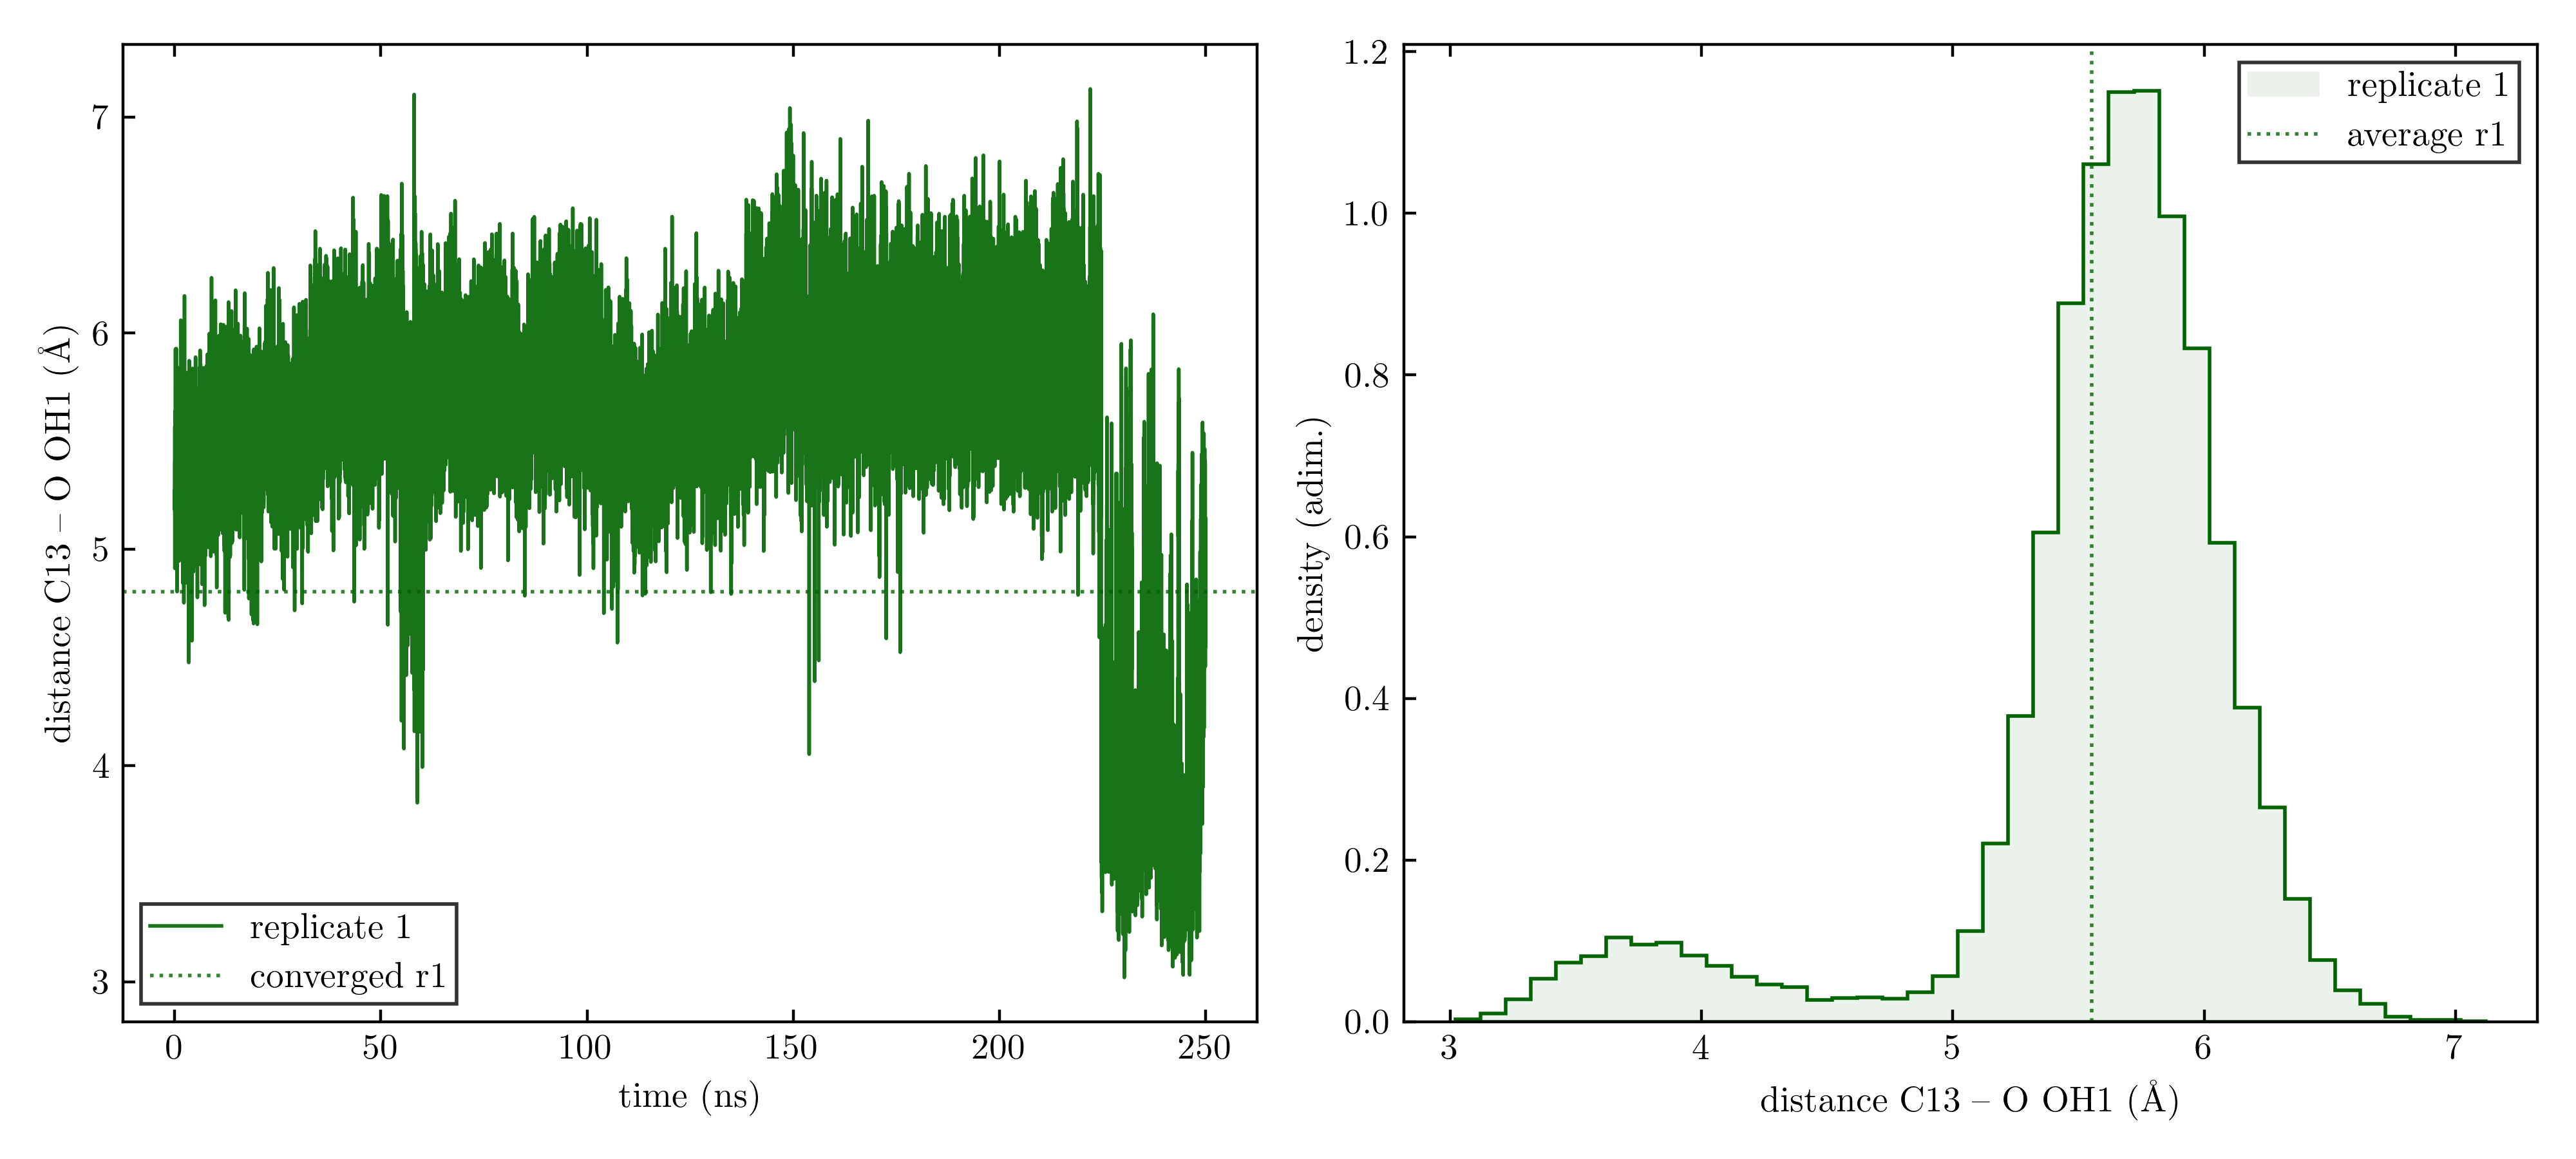 distance C13 – O OH1 (Å)
7
6
5
4
3
0 50 100 150 200 250
time (ns)
replicate 1
converged r1
density (adim.)
1.2
1.0
0.8
0.6
0.4
0.2
0.0
3 4 5 6 7
distance C13 – O OH1 (Å)
replicate 1
average r1